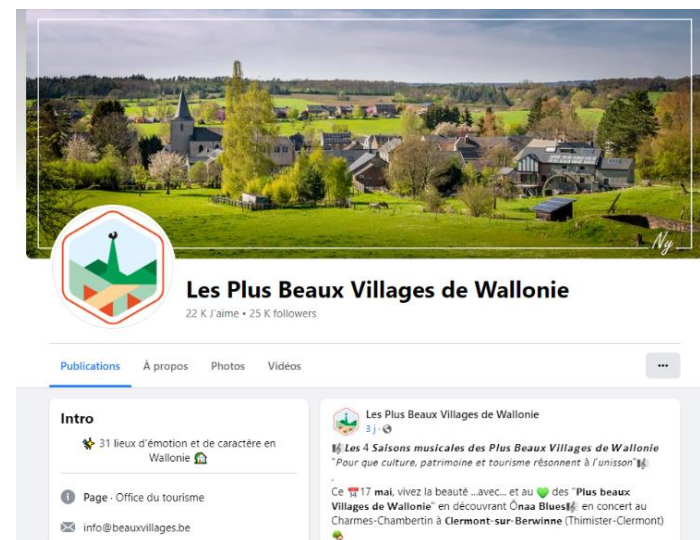 Ny
Les Plus Beaux Villages de Wallonie
22 K J'aime • 25 K followers
Publications À propos Photos Vidéos
Intro
31 lieux d'émotion et de caractère en
Wallonie
Page · Office du tourisme
info@beauxvillages.be
Les Plus Beaux Villages de Wallonie
3 j ·
Les 4 Saisons musicales des Plus Beaux Villages de Wallonie
"Pour que culture, patrimoine et tourisme résonnent à l'unisson"
.
Ce 17 mai, vivez la beauté ...avec... et au 💚 des "Plus beaux
Villages de Wallonie" en découvrant Ônaa Blues en concert au
Charmes-Chambertin à Clermont-sur-Berwinne (Thimister-Clermont)